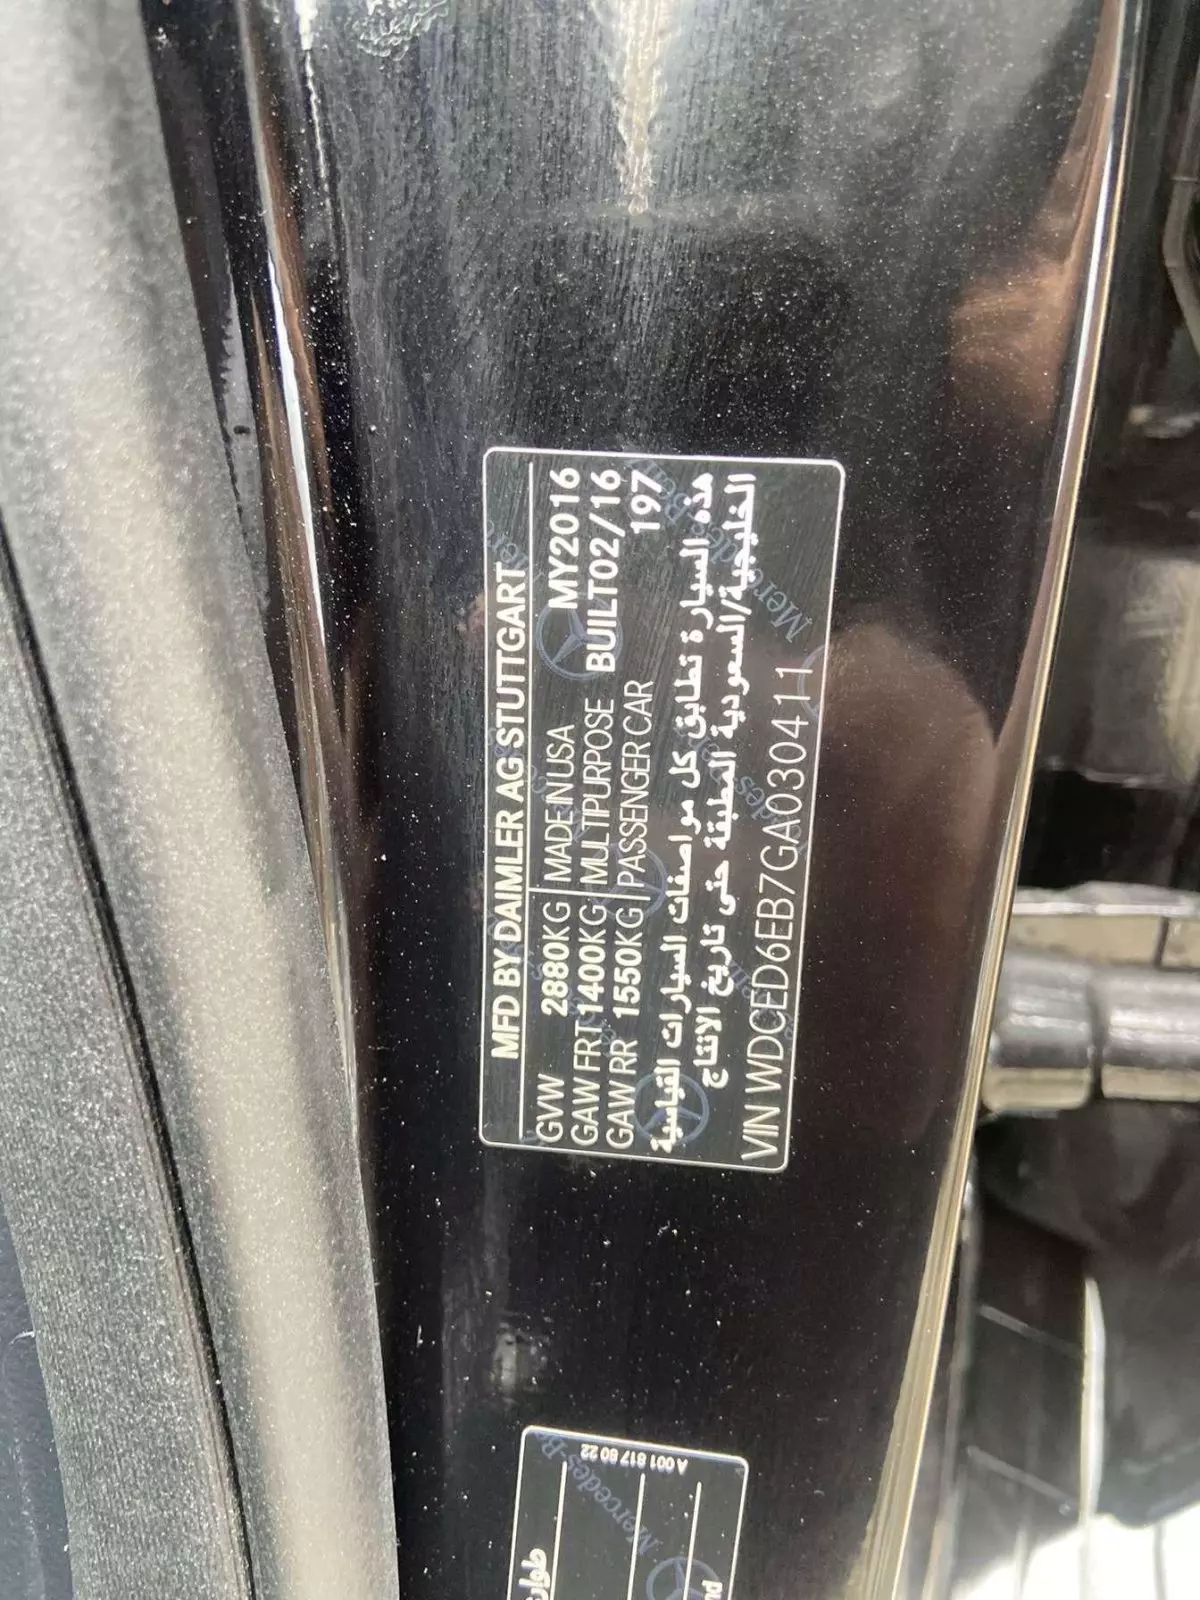 MFD BY DAIMLER AG STUTTGART
GVW 2880KG MADE IN USA MY2016
GAW FRT 1400KG MULTIPURPOSE BUILT02/16
GAW RR 1550KG PASSENGER CAR 197
هذه السيارة تطابق كل مواصفات السيارات القياسية
الخليجية/السعودية المطبقة حتى تاريخ الانتاج
VIN WDCED6EB7GA030411
A 001 817 80 22